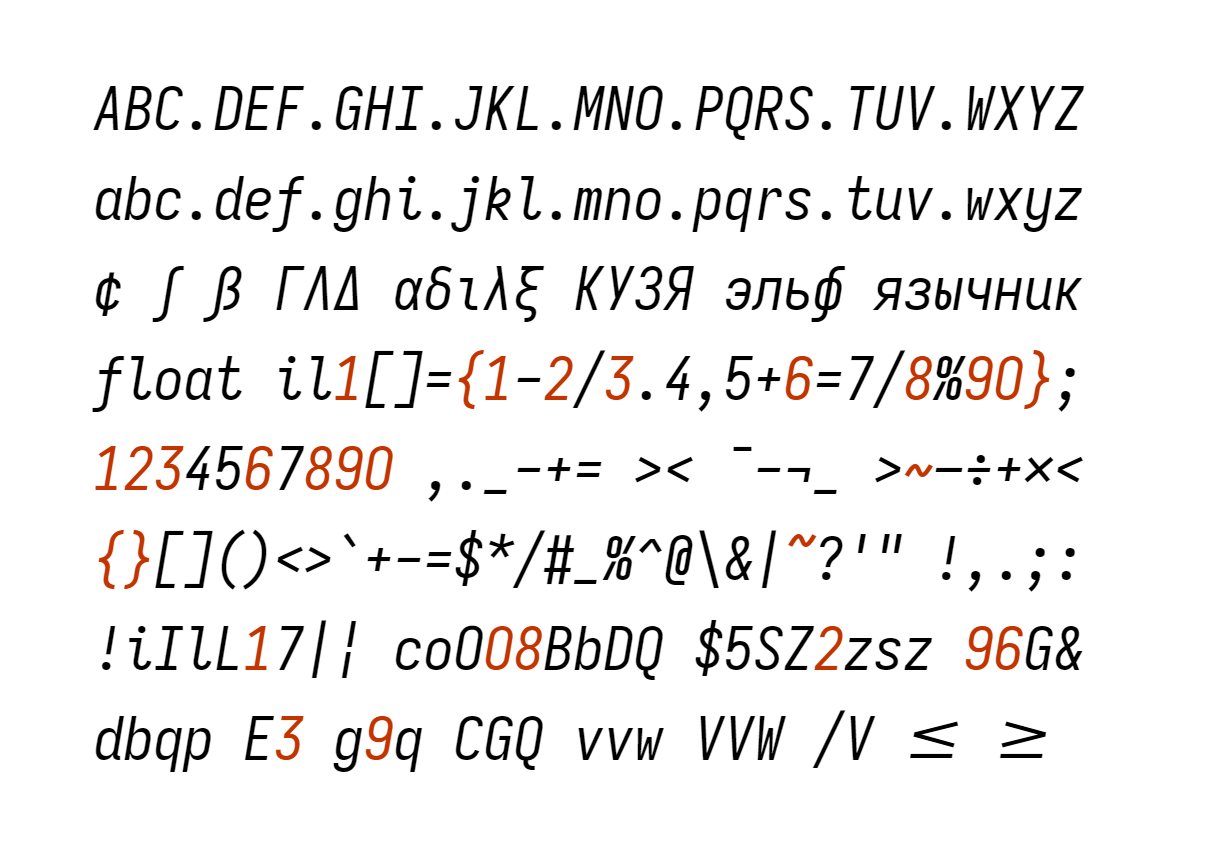 ABC.DEF.GHI.JKL.MNO.PQRS.TUV.WXYZ
abc.def.ghi.jkl.mno.pqrs.tuv.wxyz
¢ ∫ ß ΓΛΔ αδιλξ КУЗЯ эльф язычник
float il1[]={1-2/3.4,5+6=7/8%90};
1234567890 ,._-+= >< ¯-¬_ >~–÷+×<
{}[]()<>`+-=$*/#_%^@\&|~?'" !,.;:
!iIlL17|¦ coO08BbDQ $5SZ2zsz 96G&
dbqp E3 g9q CGQ vvw VVW /V ≤ ≥